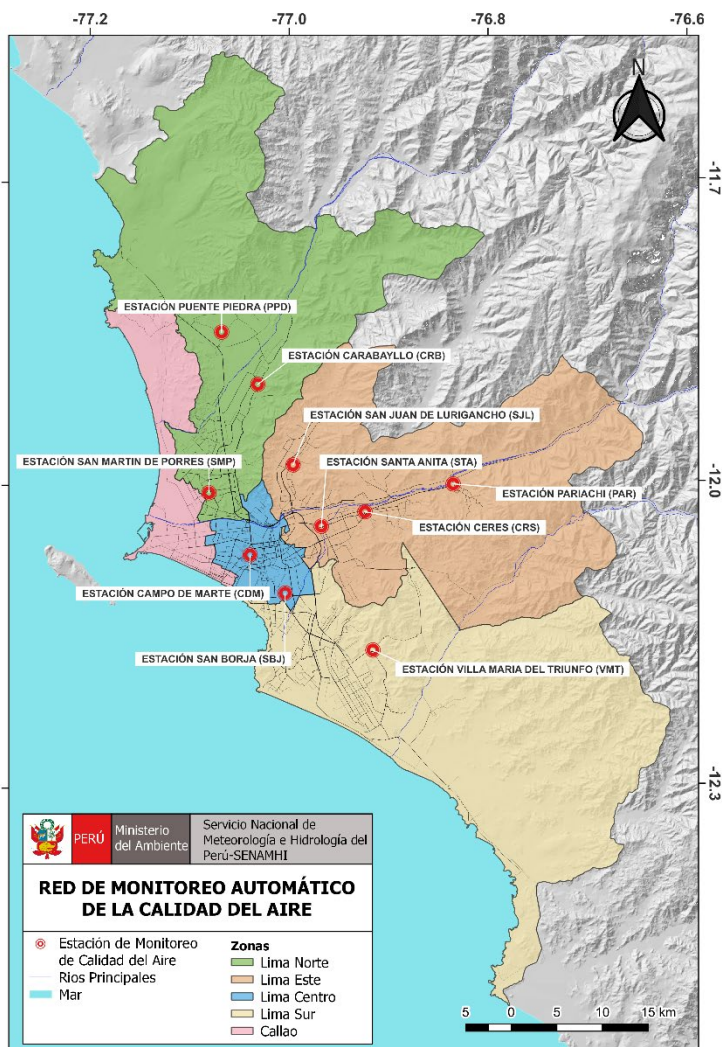 -77.2
-77.0
-76.8
-76.6
N
-11.7
ESTACIÓN PUENTE PIEDRA (PPD)
ESTACIÓN CARABAYLLO (CRB)
ESTACIÓN SAN JUAN DE LURIGANCHO (SJL)
ESTACIÓN SAN MARTIN DE PORRES (SMP)
ESTACIÓN SANTA ANITA (STA)
-12.0
ESTACIÓN PARIACHI (PAR)
ESTACIÓN CERES (CRS)
ESTACIÓN CAMPO DE MARTE (CDM)
ESTACIÓN SAN BORJA (SBJ)
ESTACIÓN VILLA MARIA DEL TRIUNFO (VMT)
-12.3
PERÚ
Ministerio
del Ambiente
Servicio Nacional de
Meteorología e Hidrología del
Perú-SENAMHI
RED DE MONITOREO AUTOMÁTICO
DE LA CALIDAD DEL AIRE
Estación de Monitoreo
de Calidad del Aire
Rios Principales
Mar
Zonas
Lima Norte
Lima Este
Lima Centro
Lima Sur
Callao
5 0 5 10 15 km